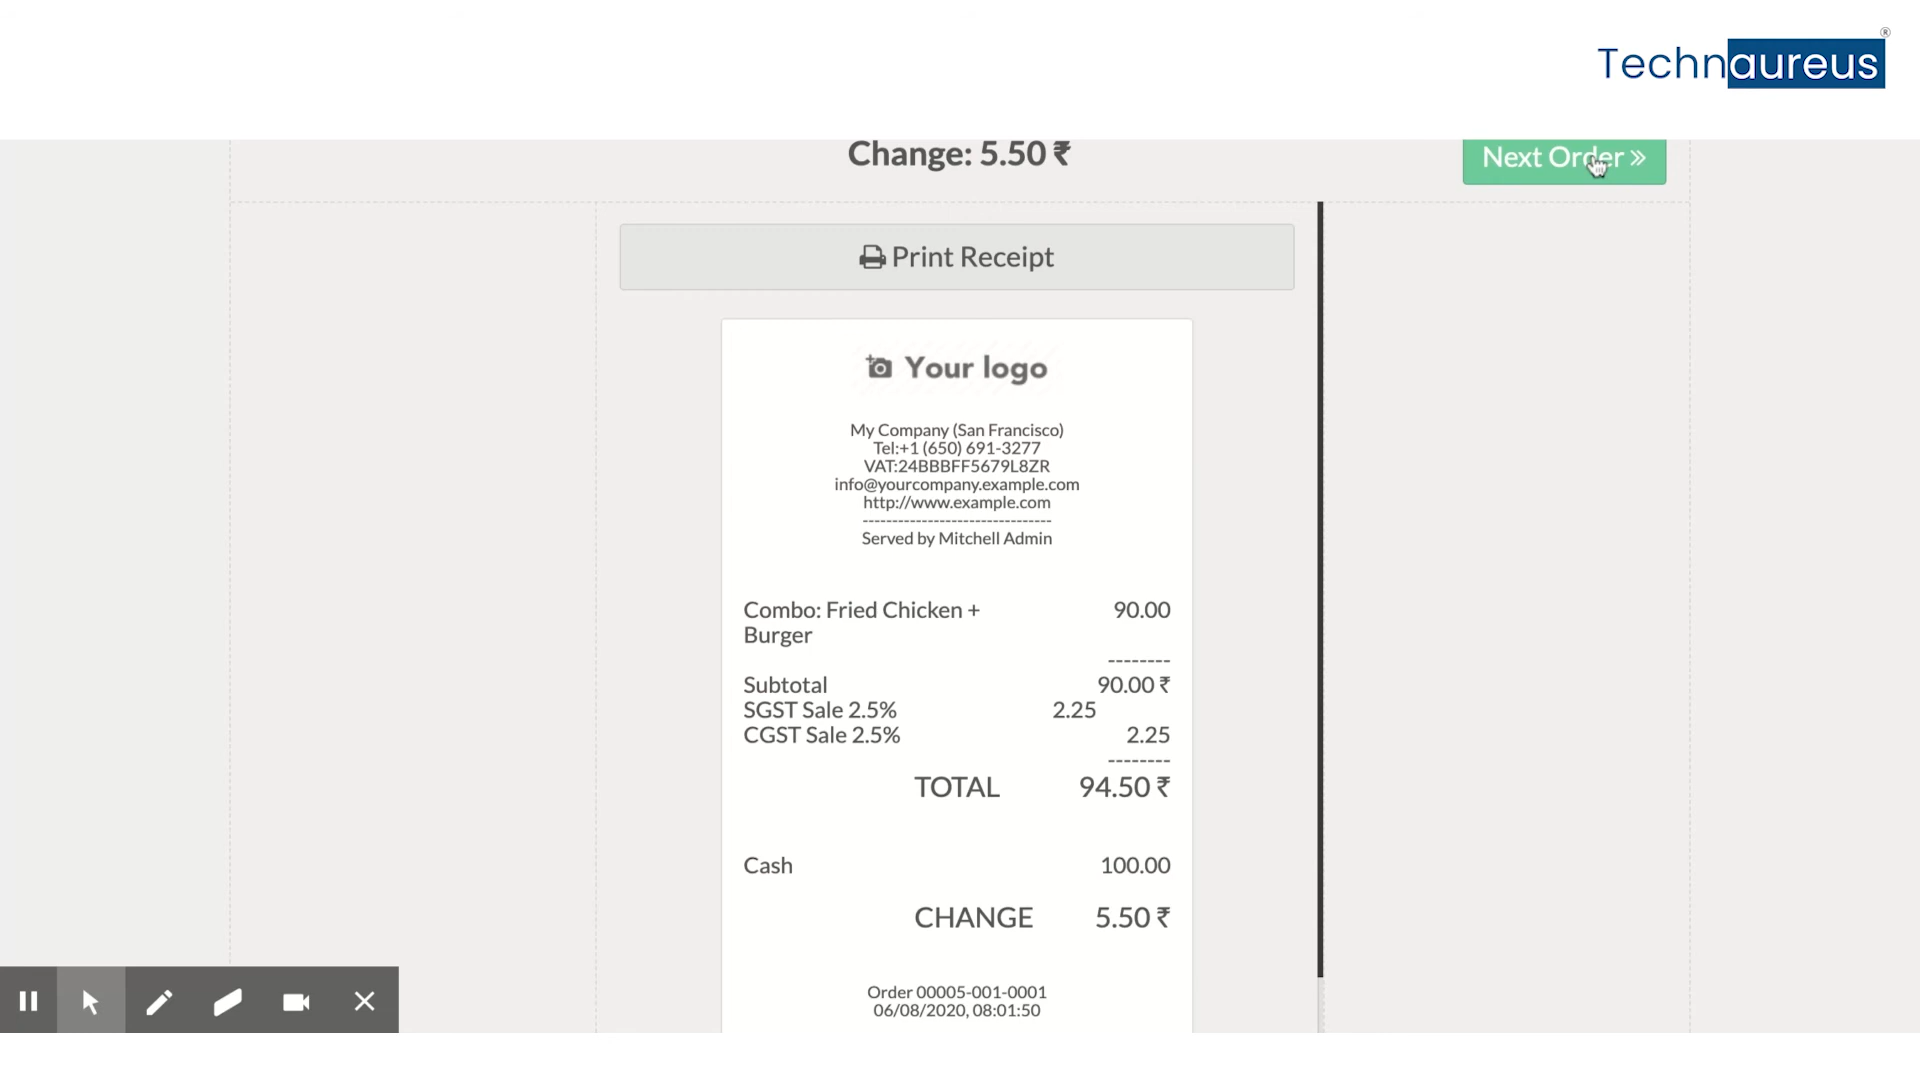 Technaureus®
Change: 5.50 ₹
Next Order »
Print Receipt
Your logo
My Company (San Francisco)
Tel:+1 (650) 691-3277
VAT:24BBBFF5679L8ZR
info@yourcompany.example.com
http://www.example.com
--------------------------------
Served by Mitchell Admin
Combo: Fried Chicken + 90.00
Burger
--------
Subtotal 90.00 ₹
SGST Sale 2.5% 2.25
CGST Sale 2.5% 2.25
--------
TOTAL 94.50 ₹
Cash 100.00
CHANGE 5.50 ₹
Order 00005-001-0001
06/08/2020, 08:01:50